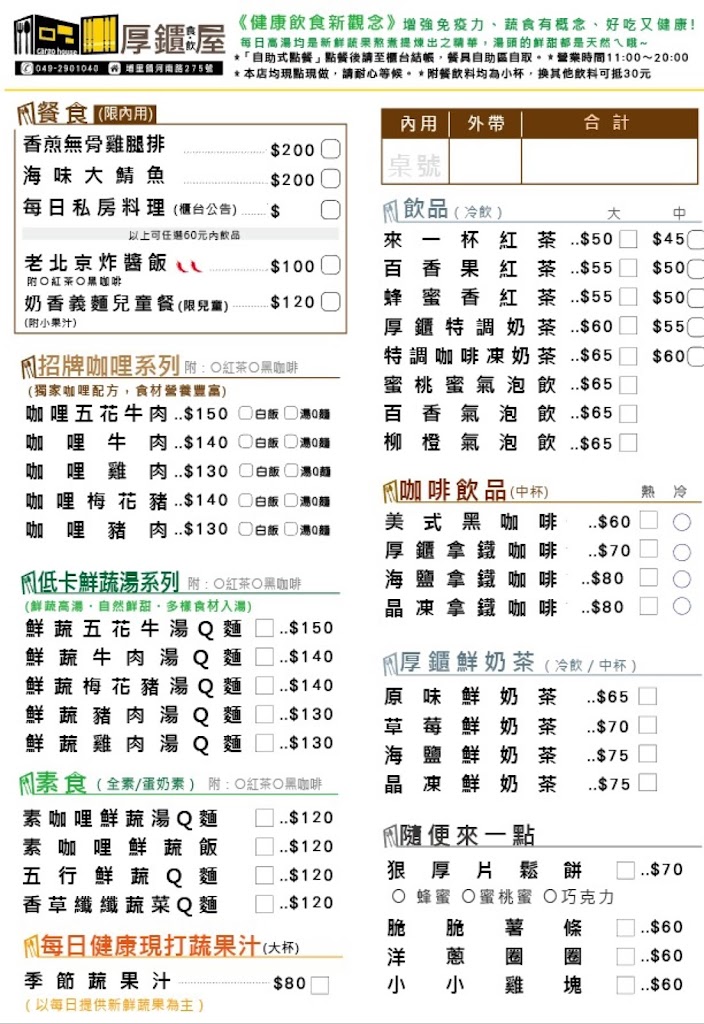 cargo house
厚鑎食·飲屋
049-2901040 埔里鎮河南路275號
《健康飲食新觀念》增強免疫力、蔬食有概念、好吃又健康!
每日高湯均是新鮮蔬果熬煮提煉出之精華，湯頭的鮮甜都是天然ㄟ哦~
*「自助式點餐」點餐後請至櫃台結帳，餐具自助區自取。*營業時間11:00～20:00
*本店均現點現做，請耐心等候。*附餐飲料均為小杯，換其他飲料可抵30元
餐食(限內用)
香煎無骨雞腿排 $200
海味大鯖魚 $200
每日私房料理(櫃台公告) $
以上可任選60元內飲品
老北京炸醬飯 $100
附○紅茶○黑咖啡
奶香義麵兒童餐(限兒童) $120
(附小果汁)
招牌咖哩系列 附：○紅茶○黑咖啡
(獨家咖哩配方，食材營養豐富)
咖哩五花牛肉..$150 白飯 湯Q麵
咖哩牛肉..$140 白飯 湯Q麵
咖哩雞肉..$130 白飯 湯Q麵
咖哩梅花豬..$140 白飯 湯Q麵
咖哩豬肉..$130 白飯 湯Q麵
低卡鮮蔬湯系列 附：○紅茶○黑咖啡
(鮮蔬高湯·自然鮮甜·多樣食材入湯)
鮮蔬五花牛湯Q麵 ..$150
鮮蔬牛肉湯Q麵 ..$140
鮮蔬梅花豬湯Q麵 ..$140
鮮蔬豬肉湯Q麵 ..$130
鮮蔬雞肉湯Q麵 ..$130
素食(全素/蛋奶素) 附：○紅茶○黑咖啡
素咖哩鮮蔬湯Q麵 ..$120
素咖哩鮮蔬飯 ..$120
五行鮮蔬Q麵 ..$120
香草纖纖蔬菜Q麵 ..$120
每日健康現打蔬果汁(大杯)
季節蔬果汁 $80
(以每日提供新鮮蔬果為主)
內用 外帶 合計
桌號
飲品(冷飲) 大 中
來一杯紅茶..$50 $45
百香果紅茶..$55 $50
蜂蜜香紅茶..$55 $50
厚鑎特調奶茶..$60 $55
特調咖啡凍奶茶..$65 $60
蜜桃蜜氣泡飲..$65
百香氣泡飲..$65
柳橙氣泡飲..$65
咖啡飲品(中杯) 熱 冷
美式黑咖啡 ..$60
厚鑎拿鐵咖啡 ..$70
海鹽拿鐵咖啡 ..$80
晶凍拿鐵咖啡 ..$80
厚鑎鮮奶茶(冷飲/中杯)
原味鮮奶茶 ..$65
草莓鮮奶茶 ..$70
海鹽鮮奶茶 ..$75
晶凍鮮奶茶 ..$75
隨便來一點
狠厚片鬆餅 ..$70
○蜂蜜 ○蜜桃蜜 ○巧克力
脆脆薯條 ..$60
洋蔥圈圈 ..$60
小小雞塊 ..$60